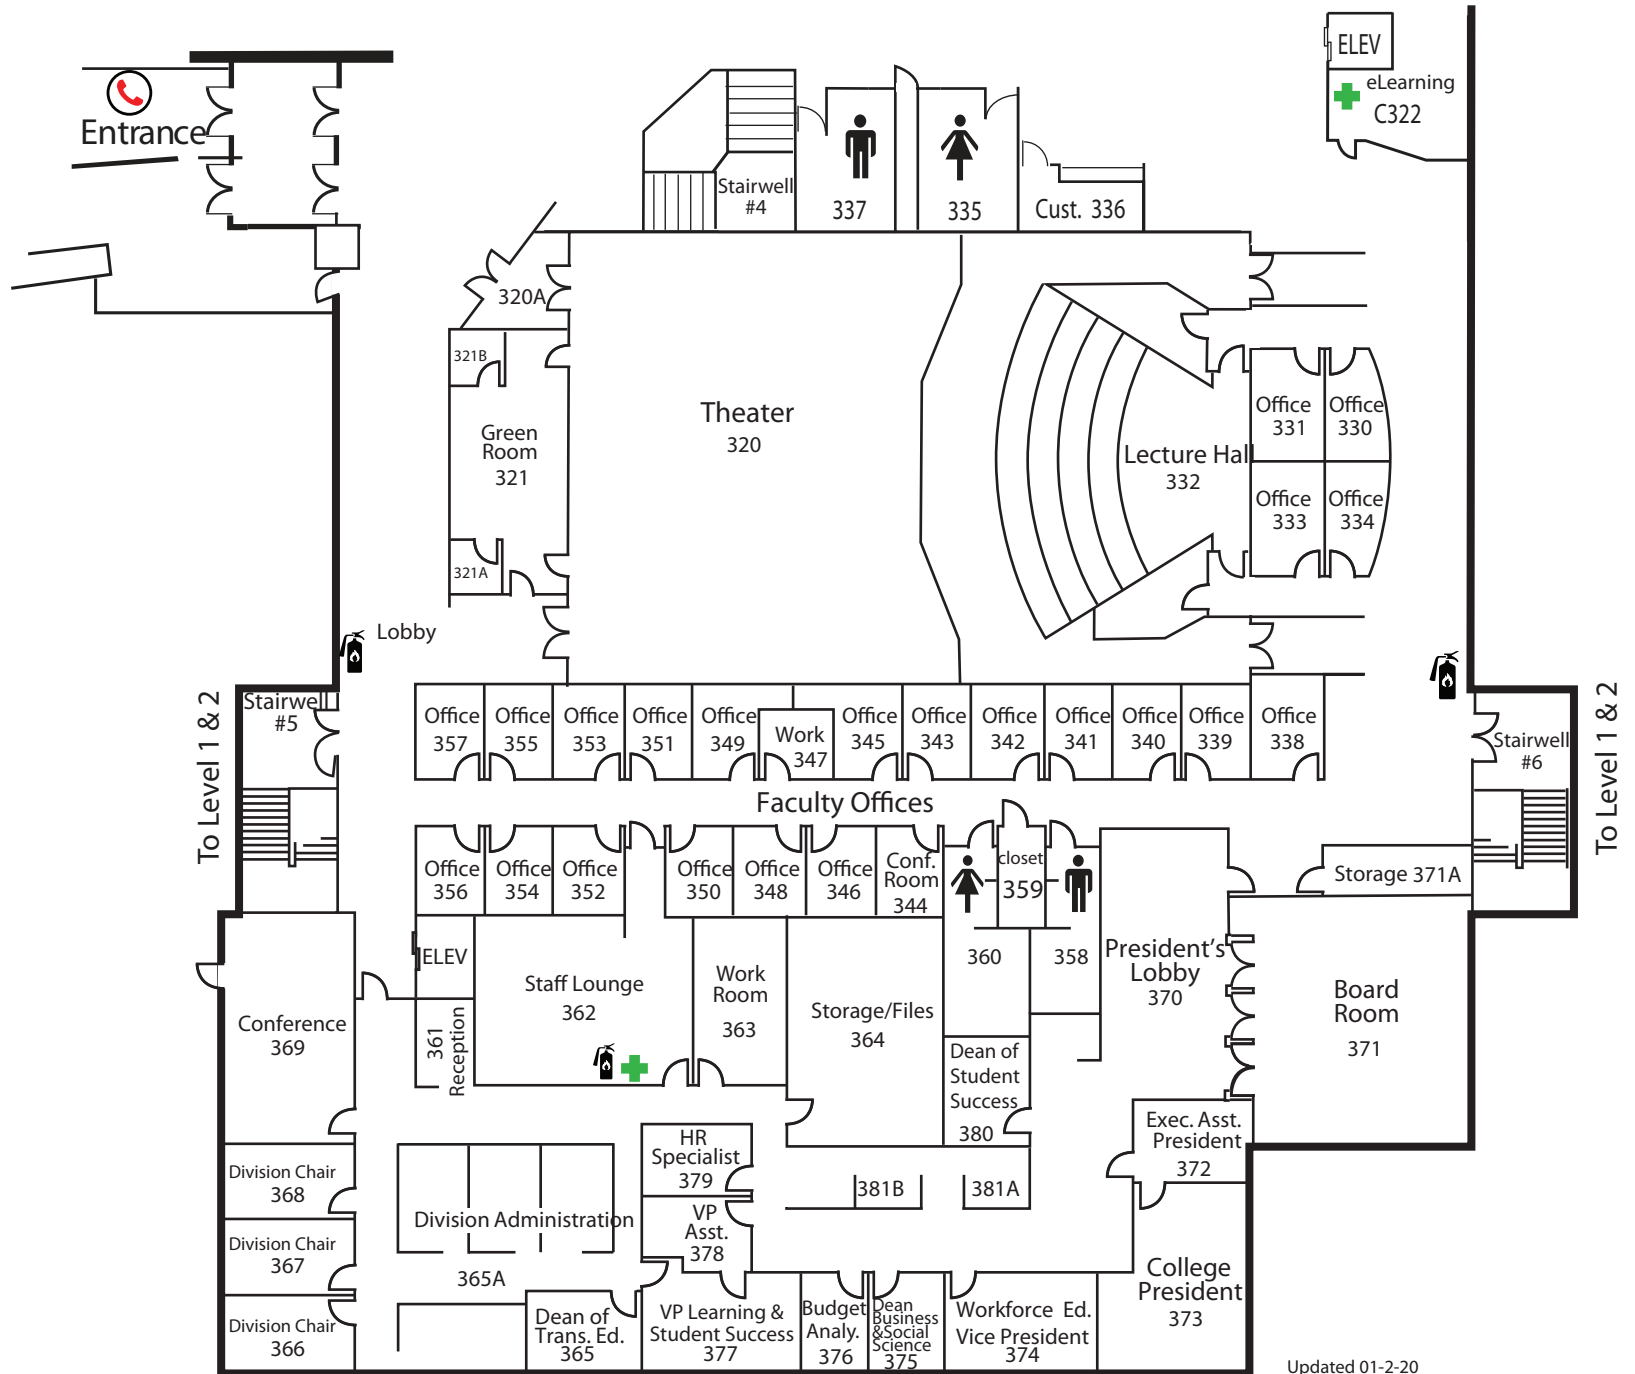 ELEV
eLearning
C322
Entrance
Stairwell
#4
337
335
Cust. 336
320A
321B
Green
Room
321
321A
Theater
320
Lecture Hall
332
Office
331
Office
330
Office
333
Office
334
Lobby
To Level 1 & 2
Stairwe
#5
Office
357
Office
355
Office
353
Office
351
Office
349
Work
347
Office
345
Office
343
Office
342
Office
341
Office
340
Office
339
Office
338
Stairwell
#6
To Level 1 & 2
Faculty Offices
Office
356
Office
354
Office
352
Office
350
Office
348
Office
346
Conf.
Room
344
closet
359
360
358
Storage 371A
ELEV
Staff Lounge
362
Work
Room
363
Storage/Files
364
President's
Lobby
370
Board
Room
371
Conference
369
361
Reception
Dean of
Student
Success
380
Exec. Asst.
President
372
HR
Specialist
379
381B
381A
Division Chair
368
Division Administration
VP
Asst.
378
Division Chair
367
365A
College
President
373
Division Chair
366
Dean of
Trans. Ed.
365
VP Learning &
Student Success
377
Budget
Analy.
376
Dean
Business
&Social
Science
375
Workforce Ed.
Vice President
374
Updated 01-2-20